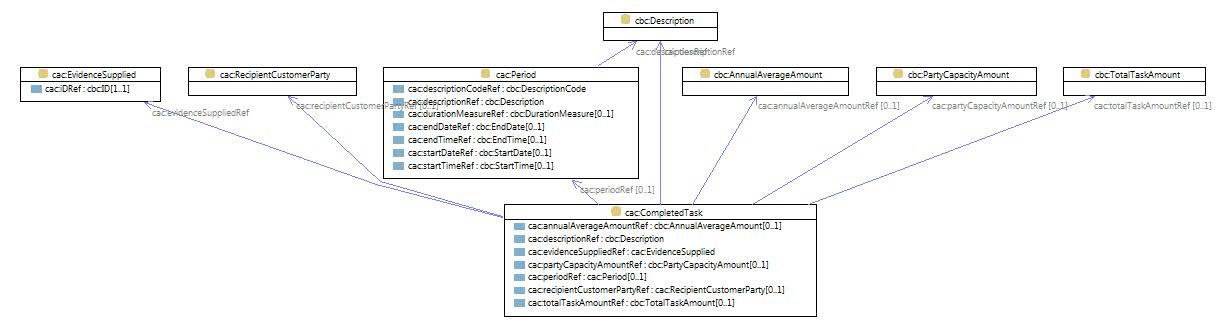 cbc:Description
cac:descriptionRef
cac:descriptionRef
cac:EvidenceSupplied
cac:IDRef : cbc:ID[1..1]
cac:RecipientCustomerParty
cac:Period
cac:descriptionCodeRef : cbc:DescriptionCode
cac:descriptionRef : cbc:Description
cac:durationMeasureRef : cbc:DurationMeasure[0..1]
cac:endDateRef : cbc:EndDate[0..1]
cac:endTimeRef : cbc:EndTime[0..1]
cac:startDateRef : cbc:StartDate[0..1]
cac:startTimeRef : cbc:StartTime[0..1]
cbc:AnnualAverageAmount
cbc:PartyCapacityAmount
cbc:TotalTaskAmount
cac:evidenceSuppliedRef
cac:recipientCustomerPartyRef [0..1]
cac:annualAverageAmountRef [0..1]
cac:partyCapacityAmountRef [0..1]
cac:totalTaskAmountRef [0..1]
cac:periodRef [0..1]
cac:CompletedTask
cac:annualAverageAmountRef : cbc:AnnualAverageAmount[0..1]
cac:descriptionRef : cbc:Description
cac:evidenceSuppliedRef : cac:EvidenceSupplied
cac:partyCapacityAmountRef : cbc:PartyCapacityAmount[0..1]
cac:periodRef : cac:Period[0..1]
cac:recipientCustomerPartyRef : cac:RecipientCustomerParty[0..1]
cac:totalTaskAmountRef : cbc:TotalTaskAmount[0..1]